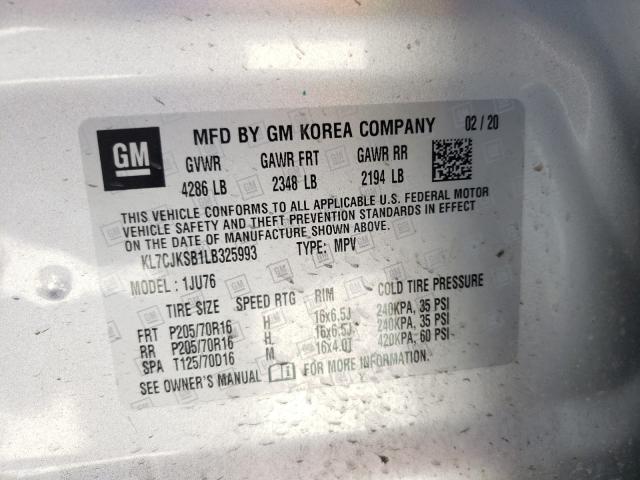 GM
MFD BY GM KOREA COMPANY 02 / 20
GVWR GAWR FRT GAWR RR
4286 LB 2348 LB 2194 LB
THIS VEHICLE CONFORMS TO ALL APPLICABLE U.S. FEDERAL MOTOR
VEHICLE SAFETY AND THEFT PREVENTION STANDARDS IN EFFECT
ON THE DATE OF MANUFACTURE SHOWN ABOVE.
KL7CJKSB1LB325993 TYPE: MPV
MODEL : 1JU76
TIRE SIZE SPEED RTG RIM COLD TIRE PRESSURE
FRT P205/70R16 H 16x6.5J 240KPA, 35 PSI
RR P205/70R16 H 16x6.5J 240KPA, 35 PSI
SPA T125/70D16 M 16x4.0T 420KPA, 60 PSI
SEE OWNER'S MANUAL FOR MORE INFORMATION.